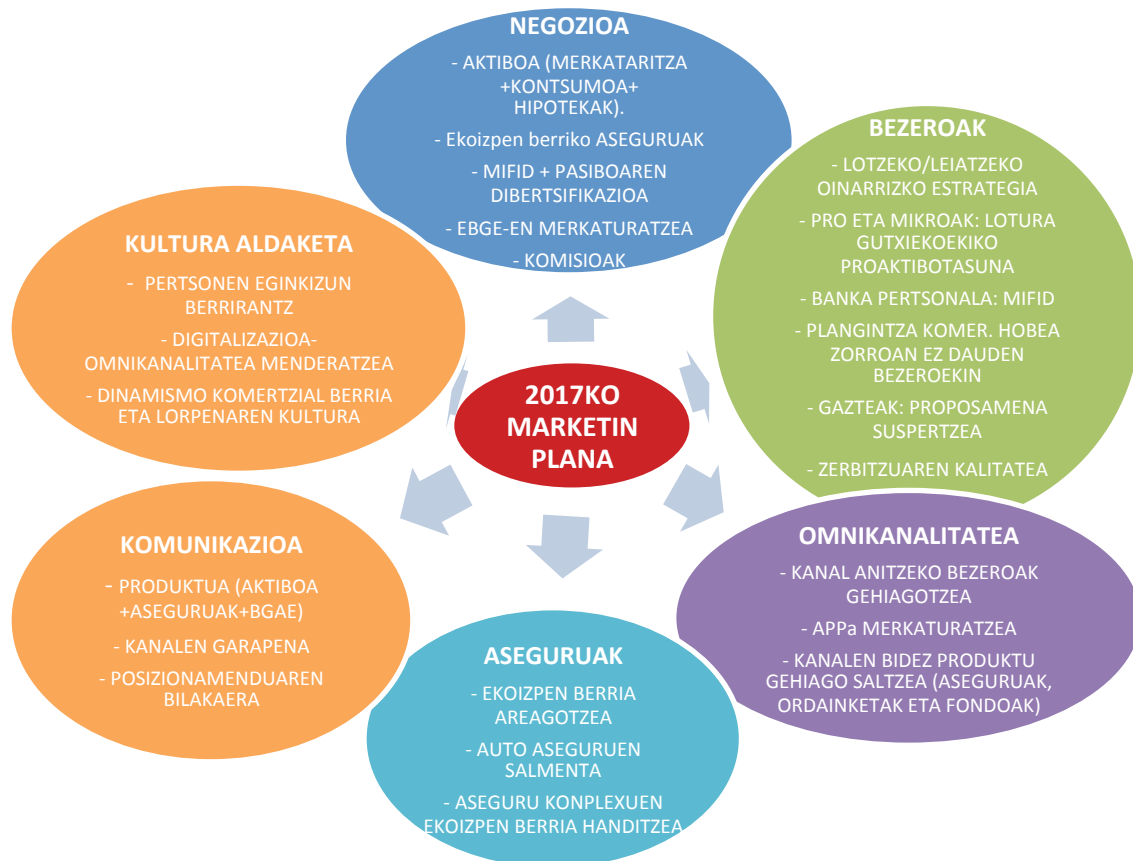 NEGOZIOA
- AKTIBOA (MERKATARITZA
+KONTSUMOA+
HIPOTEKAK).
- Ekoizpen berriko ASEGURUAK
- MIFID + PASIBOAREN
DIBERTSIFIKAZIOA
- EBGE-EN MERKATURATZEA
- KOMISIOAK
BEZEROAK
- LOTZEKO/LEIATZEKO
OINARRIZKO ESTRATEGIA
- PRO ETA MIKROAK: LOTURA
GUTXIEKOEKIKO
PROAKTIBOTASUNA
- BANKA PERTSONALA: MIFID
- PLANGINTZA KOMER. HOBEA
ZORROAN EZ DAUDEN
BEZEROEKIN
- GAZTEAK: PROPOSAMENA
SUSPERTZEA
- ZERBITZUAREN KALITATEA
OMNIKANALITATEA
- KANAL ANITZEKO BEZEROAK
GEHIAGOTZEA
- APPa MERKATURATZEA
- KANALEN BIDEZ PRODUKTU
GEHIAGO SALTZEA (ASEGURUAK,
ORDAINKETAK ETA FONDOAK)
ASEGURUAK
- EKOIZPEN BERRIA
AREAGOTZEA
- AUTO ASEGURUEN
SALMENTA
- ASEGURU KONPLEXUEN
EKOIZPEN BERRIA HANDITZEA
KOMUNIKAZIOA
- PRODUKTUA (AKTIBOA
+ASEGURUAK+BGAE)
- KANALEN GARAPENA
- POSIZIONAMENDUAREN
BILAKAERA
KULTURA ALDAKETA
- PERTSONEN EGINKIZUN
BERRIRANTZ
- DIGITALIZAZIOA-
OMNIKANALITATEA MENDERATZEA
- DINAMISMO KOMERTZIAL BERRIA
ETA LORPENAREN KULTURA
2017KO
MARKETIN
PLANA